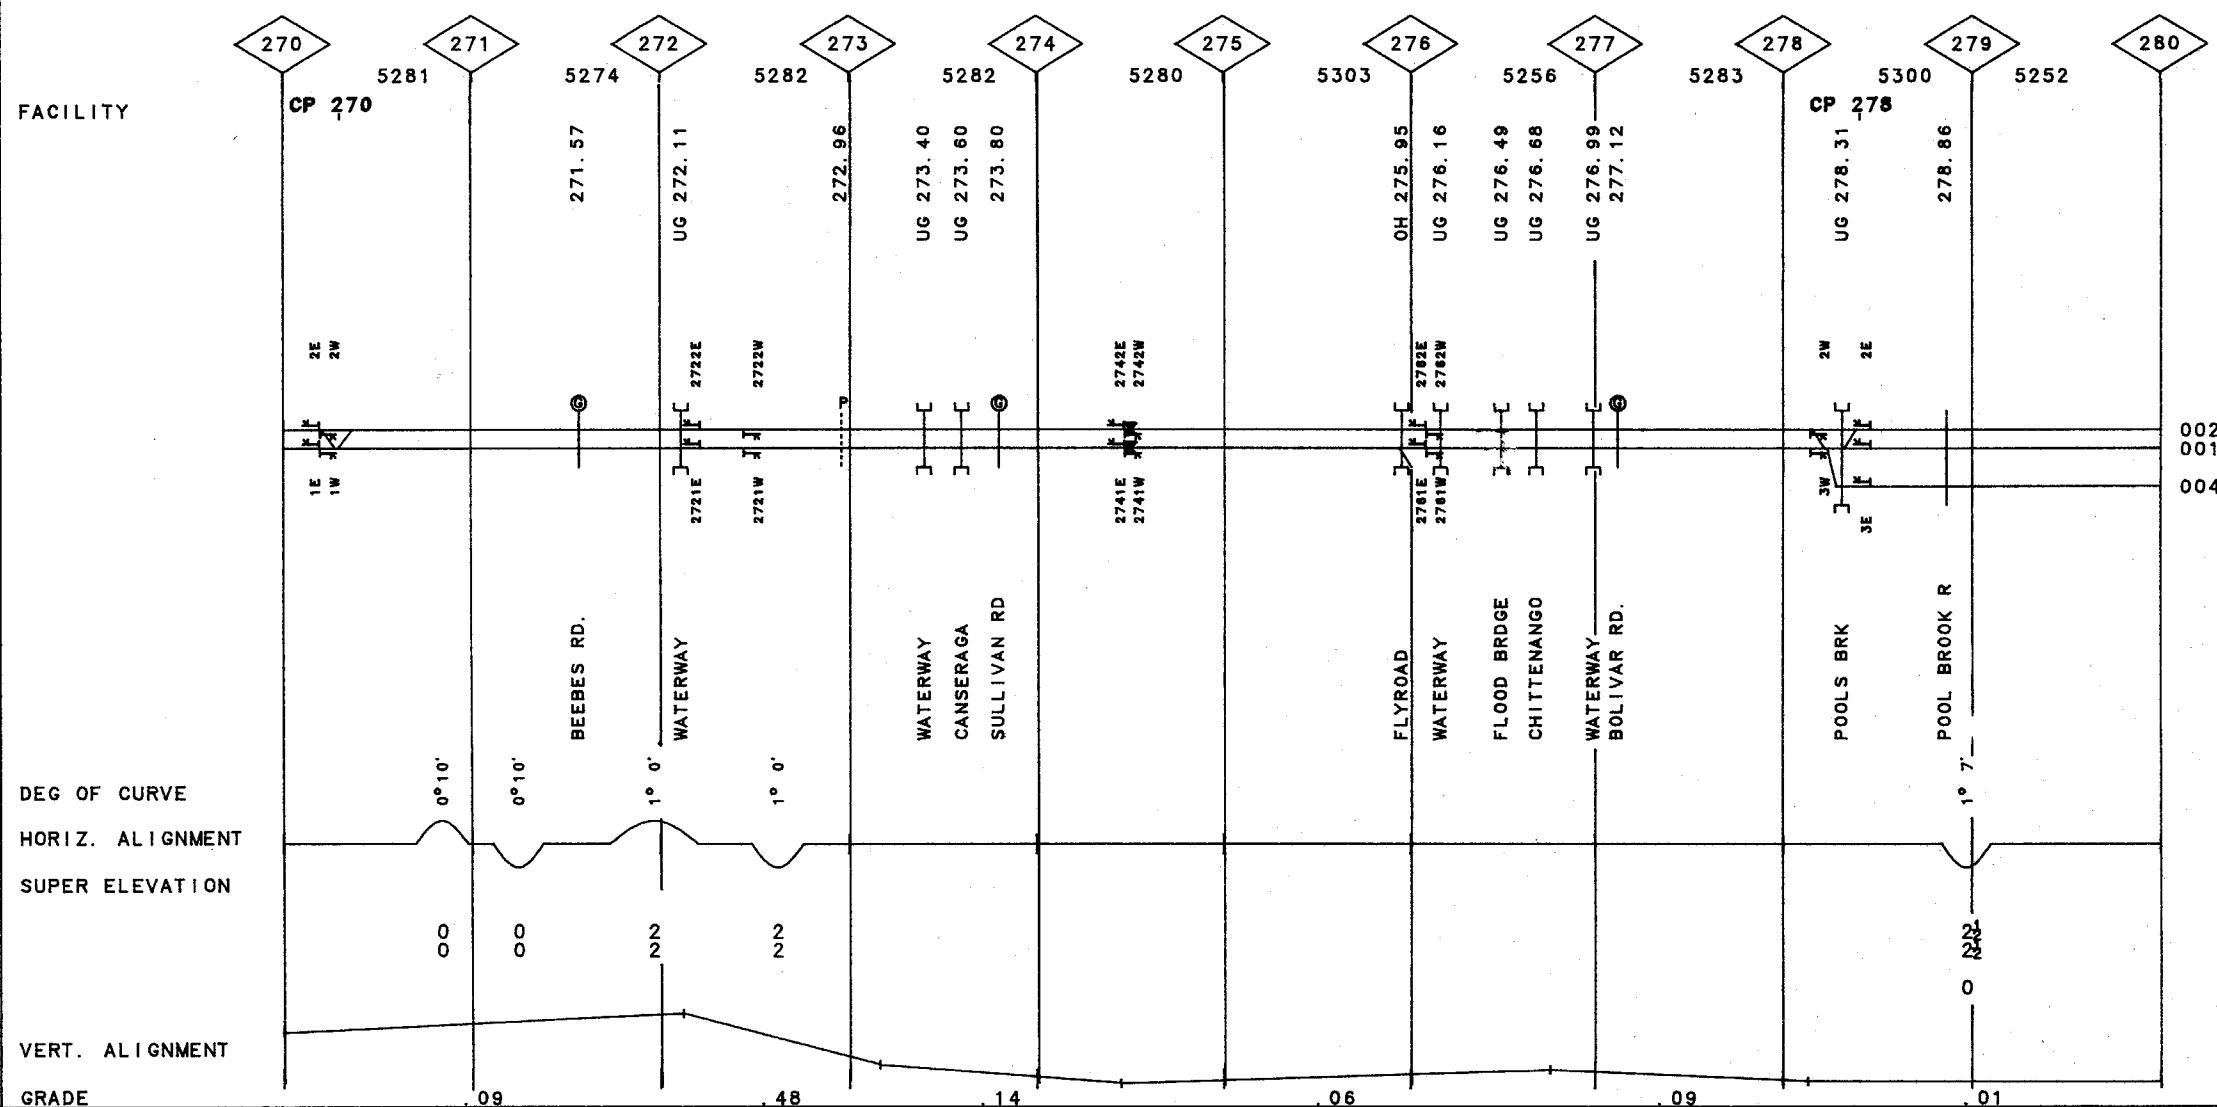 270 271 272 273 274 275 276 277 278 279 280
5281 5274 5282 5282 5280 5303 5256 5283 5300 5252
FACILITY
CP 270
CP 278
271.57
UG 272.11
272.96
UG 273.40
UG 273.60
273.80
OH 275.95
UG 276.16
UG 276.49
UG 276.68
UG 276.99
277.12
UG 278.31
278.86
2E
2W
2722E
2722W
2742E
2742W
2762E
2762W
2W
2E
G
P
G
G
002
001
004
1E
1W
2721E
2721W
2741E
2741W
2761E
2761W
3W
3E
BEEBES RD.
WATERWAY
WATERWAY
CANSERAGA
SULLIVAN RD
FLYROAD
WATERWAY
FLOOD BRDGE
CHITTENANGO
WATERWAY
BOLIVAR RD.
POOLS BRK
POOL BROOK R
DEG OF CURVE
0°10'
0°10'
1° 0'
1° 0'
1° 7'
HORIZ. ALIGNMENT
SUPER ELEVATION
0 0 2 2
0 0 2 2
0
VERT. ALIGNMENT
GRADE .09 .48 .14 .06 .09 .01